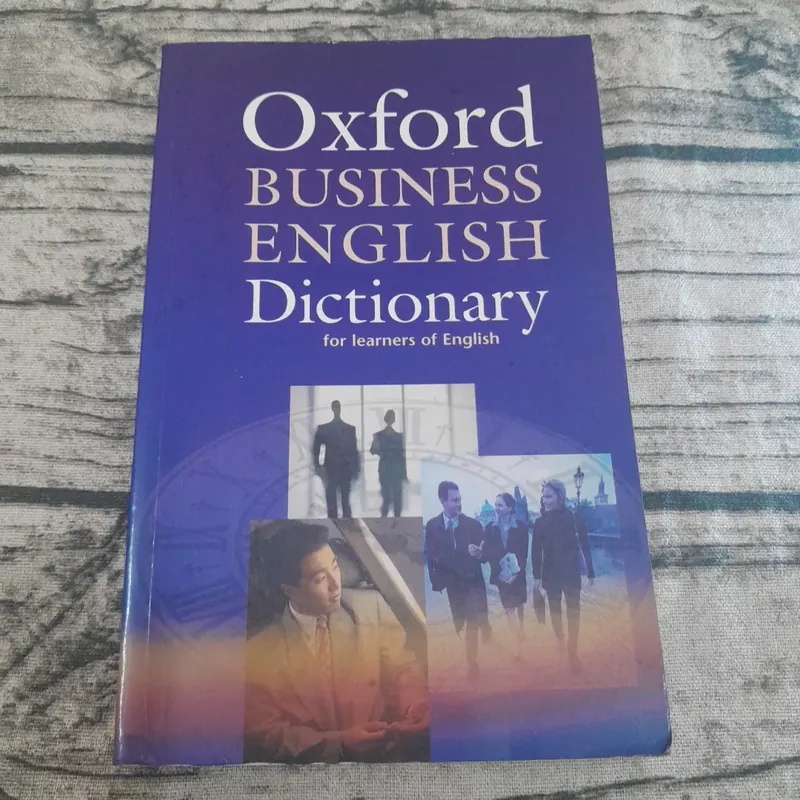 Oxford
BUSINESS
ENGLISH
Dictionary
for learners of English